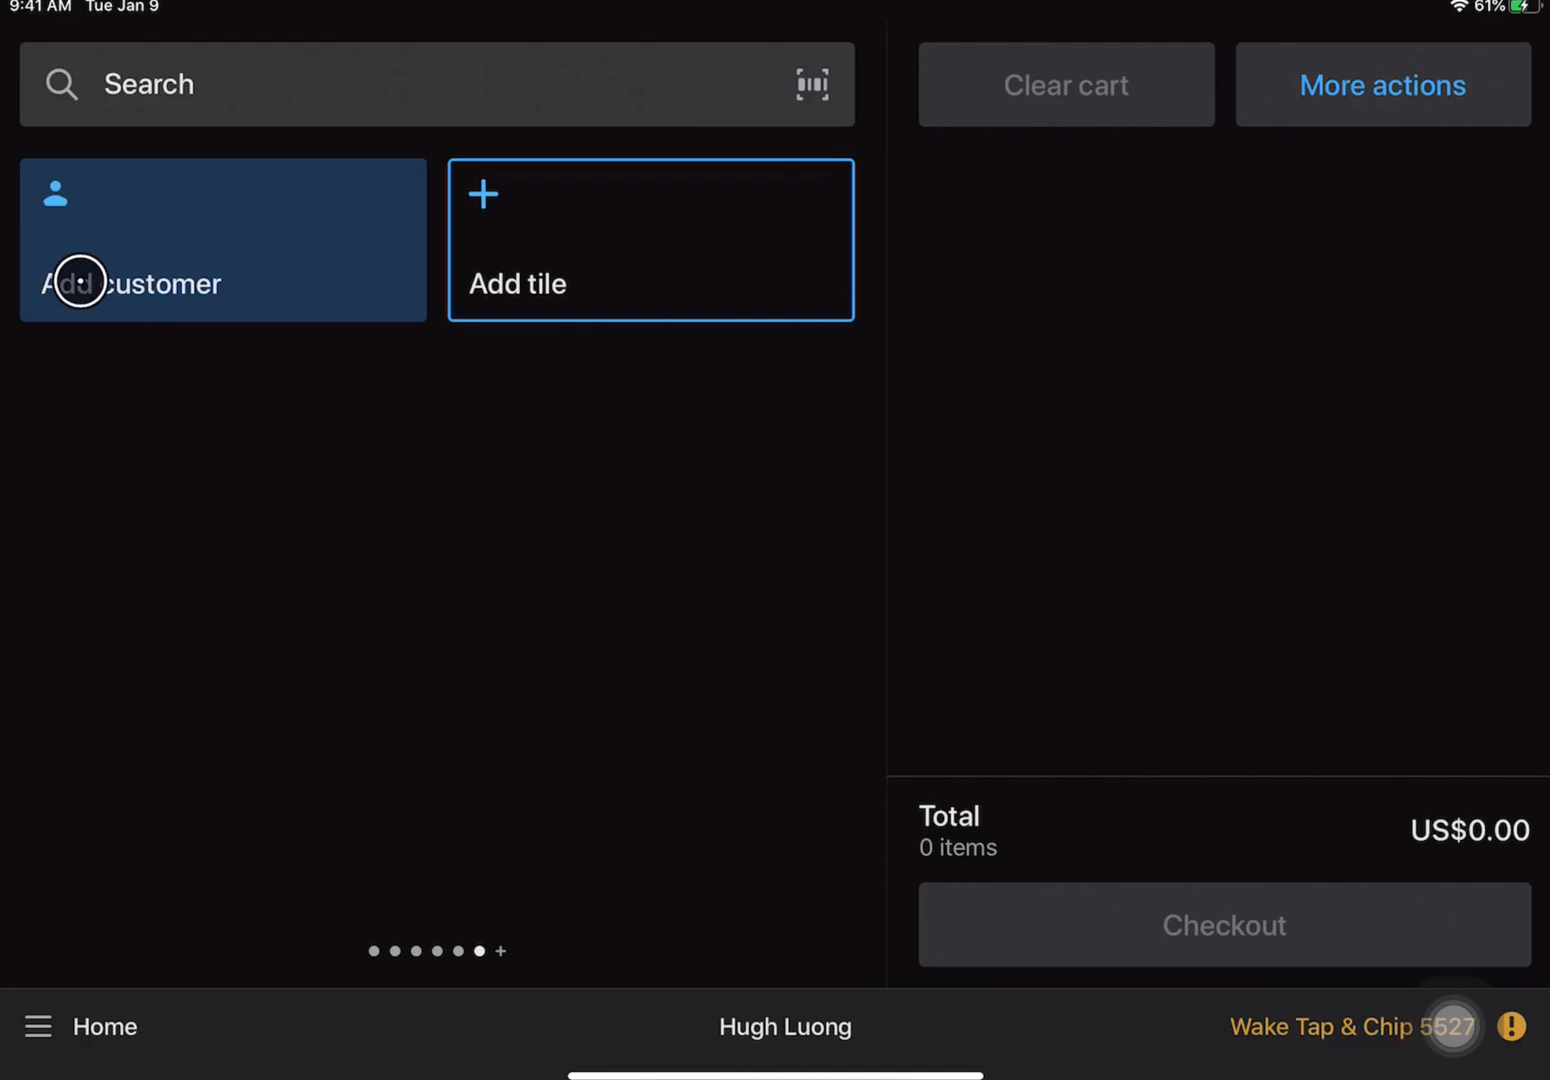 9:41 AM Tue Jan 9
61%
Search
Clear cart
More actions
Add customer
Add tile
Total
US$0.00
0 items
Checkout
Home
Hugh Luong
Wake Tap & Chip 5527